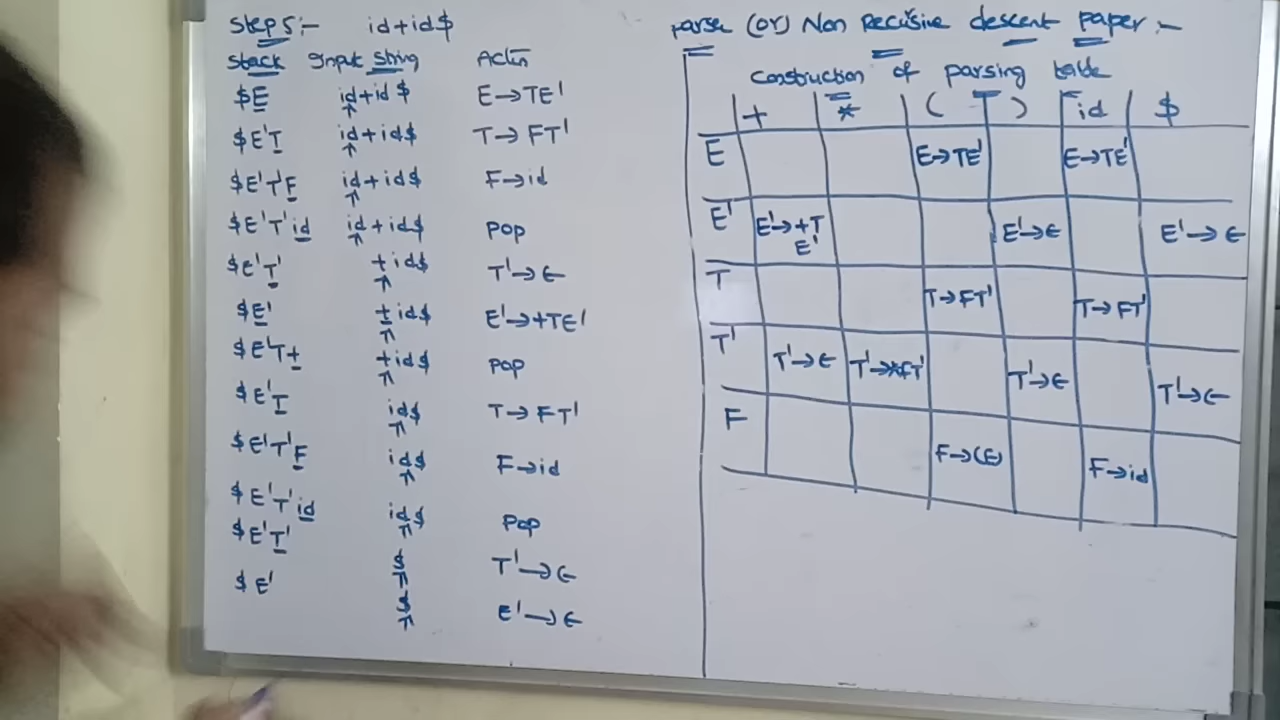 Step 5:- id+id$
Stack Input String Action
$E id+id$ E→TE'
$E'T id+id$ T→FT'
$E'T'F id+id$ F→id
$E'T'id id+id$ pop
$E'T' +id$ T'→ϵ
$E' +id$ E'→+TE'
$E'T+ +id$ pop
$E'T id$ T→FT'
$E'T'F id$ F→id
$E'T'id id$ pop
$E'T' $ T'→ϵ
$E' $ E'→ϵ
parse (or) Non Recursive descent paper:-
Construction of parsing table
+ * ( ) id $
E E→TE' E→TE'
E' E'→+T E'→ϵ E'→ϵ
E'
T T→FT' T→FT'
T' T'→ϵ T'→*FT' T'→ϵ T'→ϵ
F F→(E) F→id